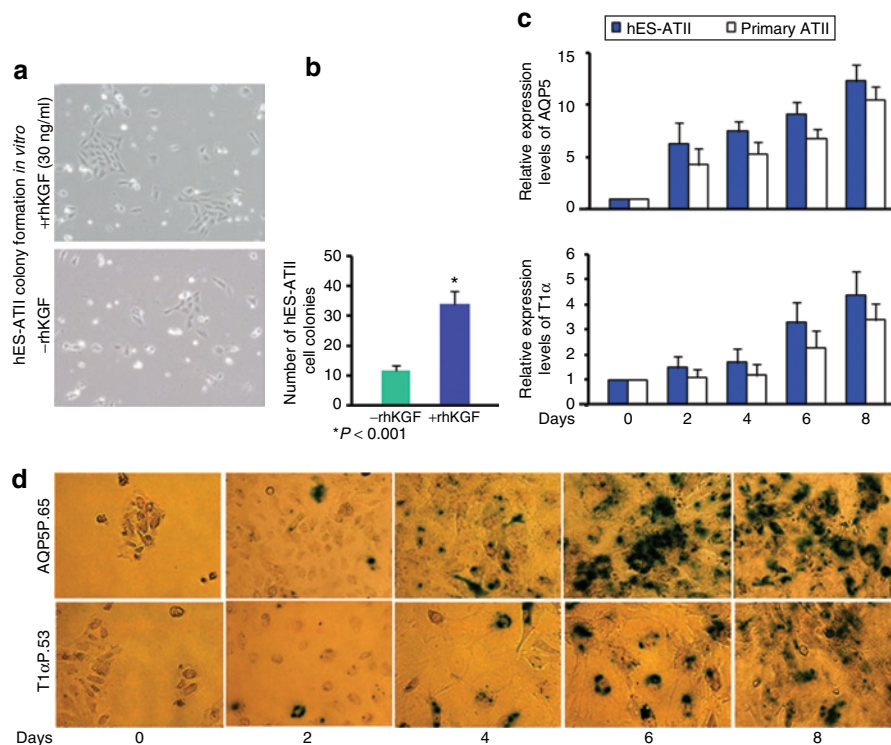 a
hES-ATII colony formation in vitro
+rhKGF (30 ng/ml)
−rhKGF
b
Number of hES-ATII
cell colonies
50
40
30
20
10
0
*
−rhKGF +rhKGF
*P < 0.001
c
hES-ATII Primary ATII
Relative expression
levels of AQP5
15
10
5
0
Relative expression
levels of T1α
6
5
4
3
2
1
0
Days 0 2 4 6 8
d
AQP5P.65
T1αP.53
Days 0 2 4 6 8